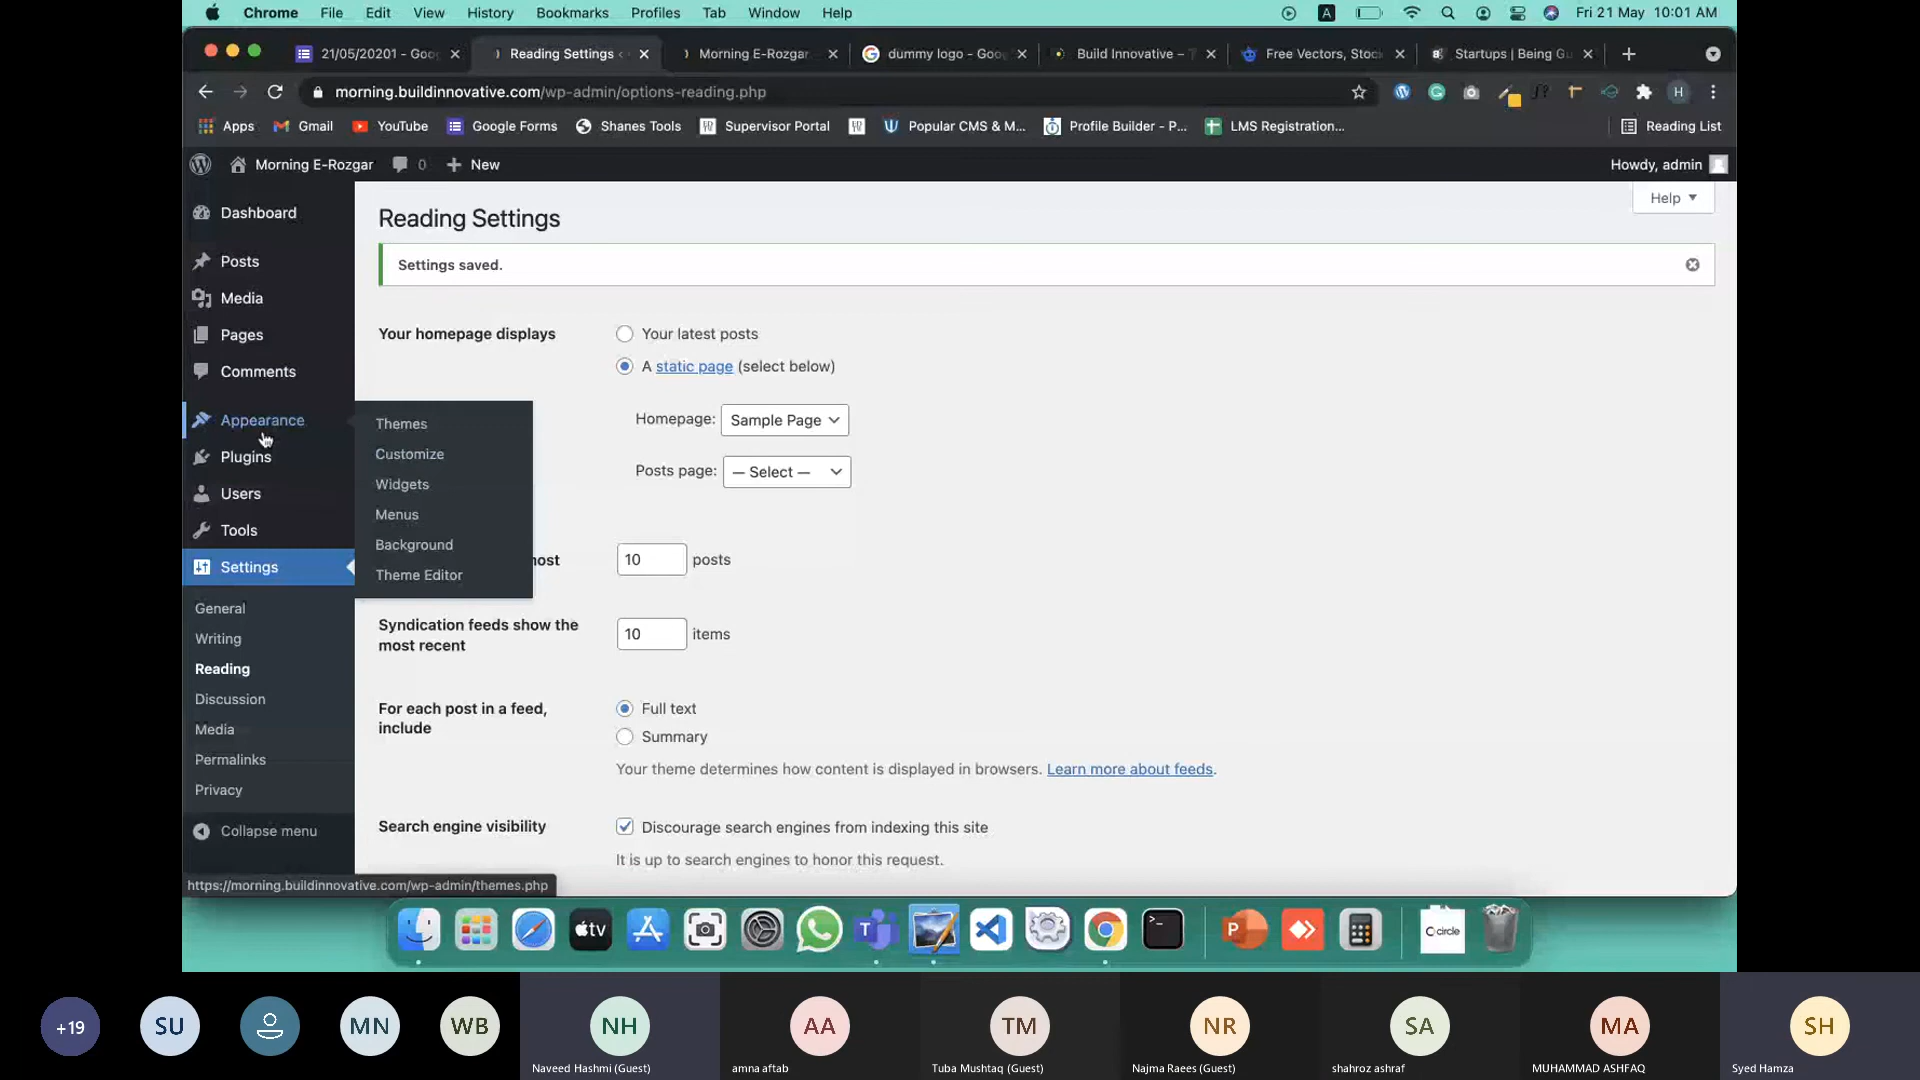 Chrome File Edit View History Bookmarks Profiles Tab Window Help
A
Fri 21 May 10:01 AM
21/05/20201 - Goo
Reading Settings ‹
Morning E-Rozgar
dummy logo - Goo
Build Innovative – T
Free Vectors, Stoc
Startups | Being Gu
morning.buildinnovative.com/wp-admin/options-reading.php
H
Apps Gmail YouTube Google Forms Shanes Tools Supervisor Portal Popular CMS & M... Profile Builder - P... LMS Registration... Reading List
Morning E-Rozgar 0 + New Howdy, admin
Help
Dashboard
Posts
Media
Pages
Comments
Appearance
Plugins
Users
Tools
Settings
General
Writing
Reading
Discussion
Media
Permalinks
Privacy
Collapse menu
Themes
Customize
Widgets
Menus
Background
Theme Editor
Reading Settings
Settings saved.
Your homepage displays
Your latest posts
A static page (select below)
Homepage: Sample Page
Posts page: — Select —
10 posts
Syndication feeds show the
most recent
10 items
For each post in a feed,
include
Full text
Summary
Your theme determines how content is displayed in browsers. Learn more about feeds.
Search engine visibility
Discourage search engines from indexing this site
It is up to search engines to honor this request.
https://morning.buildinnovative.com/wp-admin/themes.php
tv
circle
+19
SU
MN
WB
NH
Naveed Hashmi (Guest)
AA
amna aftab
TM
Tuba Mushtaq (Guest)
NR
Najma Raees (Guest)
SA
shahroz ashraf
MA
MUHAMMAD ASHFAQ
SH
Syed Hamza